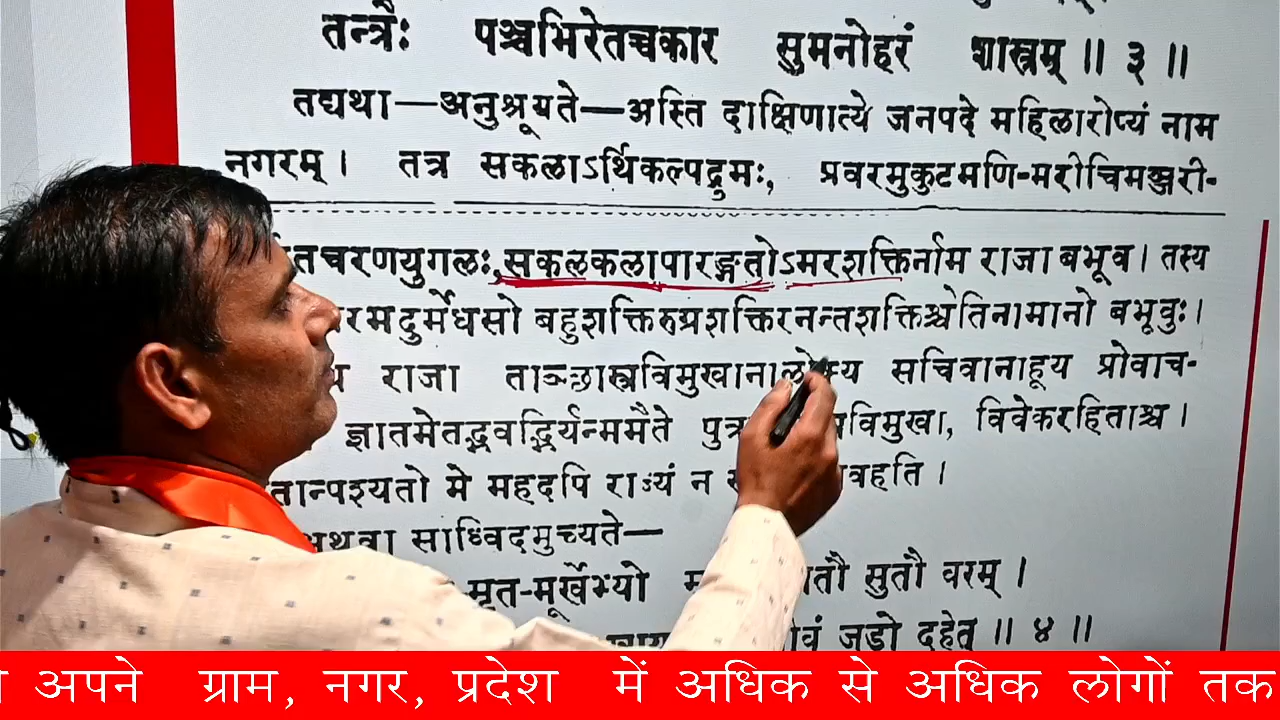 तन्त्रैः पञ्चभिरेतच्चकार सुमनोहरं शास्त्रम् ॥ ३ ॥
तद्यथा—अनुश्रूयते—अस्ति दाक्षिणात्ये जनपदे महिलारोप्यं नाम
नगरम् । तत्र सकलाऽर्थिकल्पद्रुमः, प्रवरमुकुटमणि-मरीचिमञ्जरी-
तचरणयुगलः, सकलकलापारङ्गतोऽमरशक्तिर्नाम राजा बभूव । तस्य
रमदुर्मेधसो बहुशक्तिरुग्रशक्तिरनन्तशक्तिश्चेतिनामानो बभूवुः ।
राजा ताञ्छास्त्रविमुखानालोक्य सचिवानाहूय प्रोवाच-
ज्ञातमेतद्भवद्भिर्यन्ममैते विमुखा, विवेकरहिताश्च ।
तान्पश्यतो मे महदपि राज्यं न वहति ।
अथवा साध्विदमुच्यते—
मृत-मूर्खेभ्यो सुतौ वरम् ।
जडो दहेत् ॥ ४ ॥
अपने ग्राम, नगर, प्रदेश में अधिक से अधिक लोगों तक